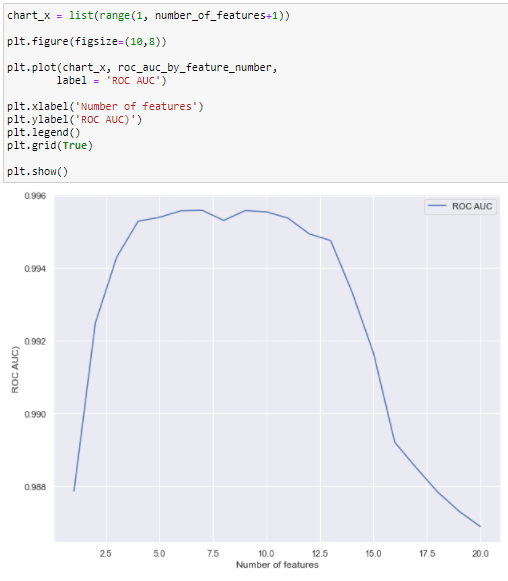 chart_x = list(range(1, number_of_features+1))
plt.figure(figsize=(10,8))
plt.plot(chart_x, roc_auc_by_feature_number,
label = 'ROC AUC')
plt.xlabel('Number of features')
plt.ylabel('ROC AUC)')
plt.legend()
plt.grid(True)
plt.show()
ROC AUC
0.996
0.994
0.992
0.990
0.988
ROC AUC)
2.5 5.0 7.5 10.0 12.5 15.0 17.5 20.0
Number of features